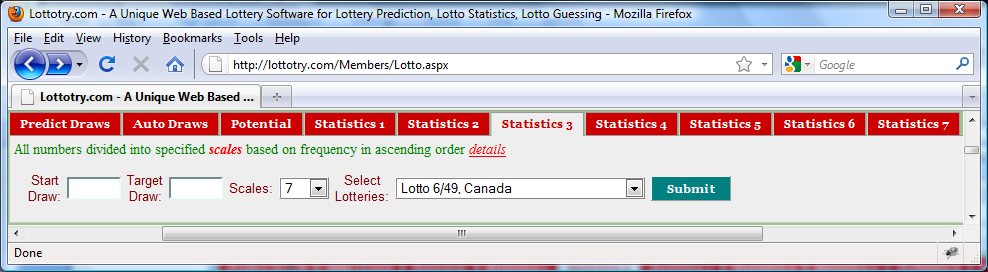 Lottotry.com - A Unique Web Based Lottery Software for Lottery Prediction, Lotto Statistics, Lotto Guessing - Mozilla Firefox
File Edit View History Bookmarks Tools Help
http://lottotry.com/Members/Lotto.aspx Google
Lottotry.com - A Unique Web Based ...
Predict Draws Auto Draws Potential Statistics 1 Statistics 2 Statistics 3 Statistics 4 Statistics 5 Statistics 6 Statistics 7
All numbers divided into specified scales based on frequency in ascending order details
Start Draw: Target Draw: Scales: 7 Select Lotteries: Lotto 6/49, Canada Submit
Done